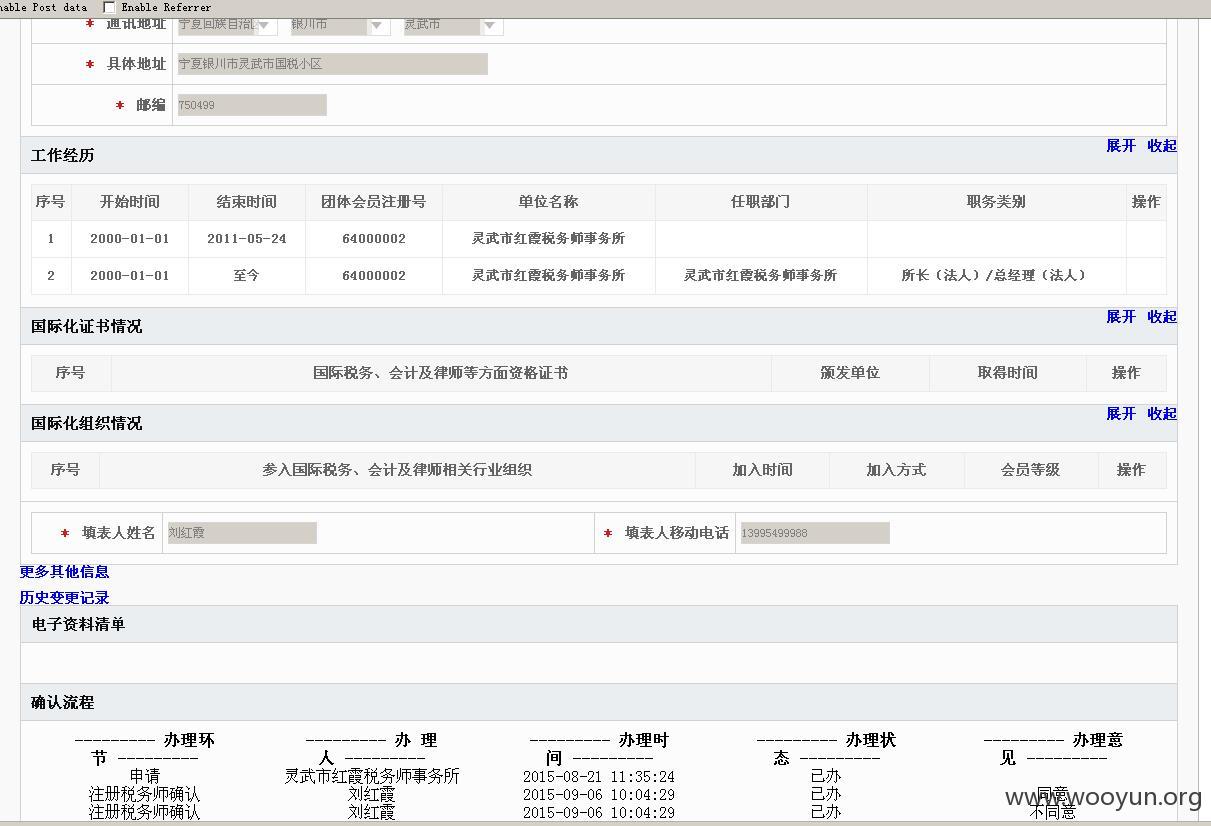 nable Post data Enable Referrer
* 通讯地址 宁夏回族自治区 银川市 灵武市
* 具体地址 宁夏银川市灵武市国税小区
* 邮编 750499
工作经历 展开 收起
序号 开始时间 结束时间 团体会员注册号 单位名称 任职部门 职务类别 操作
1 2000-01-01 2011-05-24 64000002 灵武市红霞税务师事务所
2 2000-01-01 至今 64000002 灵武市红霞税务师事务所 灵武市红霞税务师事务所 所长（法人）/总经理（法人）
国际化证书情况 展开 收起
序号 国际税务、会计及律师等方面资格证书 颁发单位 取得时间 操作
国际化组织情况 展开 收起
序号 参入国际税务、会计及律师相关行业组织 加入时间 加入方式 会员等级 操作
* 填表人姓名 刘红霞 * 填表人移动电话 13995499988
更多其他信息
历史变更记录
电子资料清单
确认流程
--------- 办理环 --------- 办 理 --------- 办理时 --------- 办理状 --------- 办理意
节 --------- 人 --------- 间 --------- 态 --------- 见 ---------
申请 灵武市红霞税务师事务所 2015-08-21 11:35:24 已办
注册税务师确认 刘红霞 2015-09-06 10:04:29 已办 同意
注册税务师确认 刘红霞 2015-09-06 10:04:29 已办 不同意
www.wooyun.org